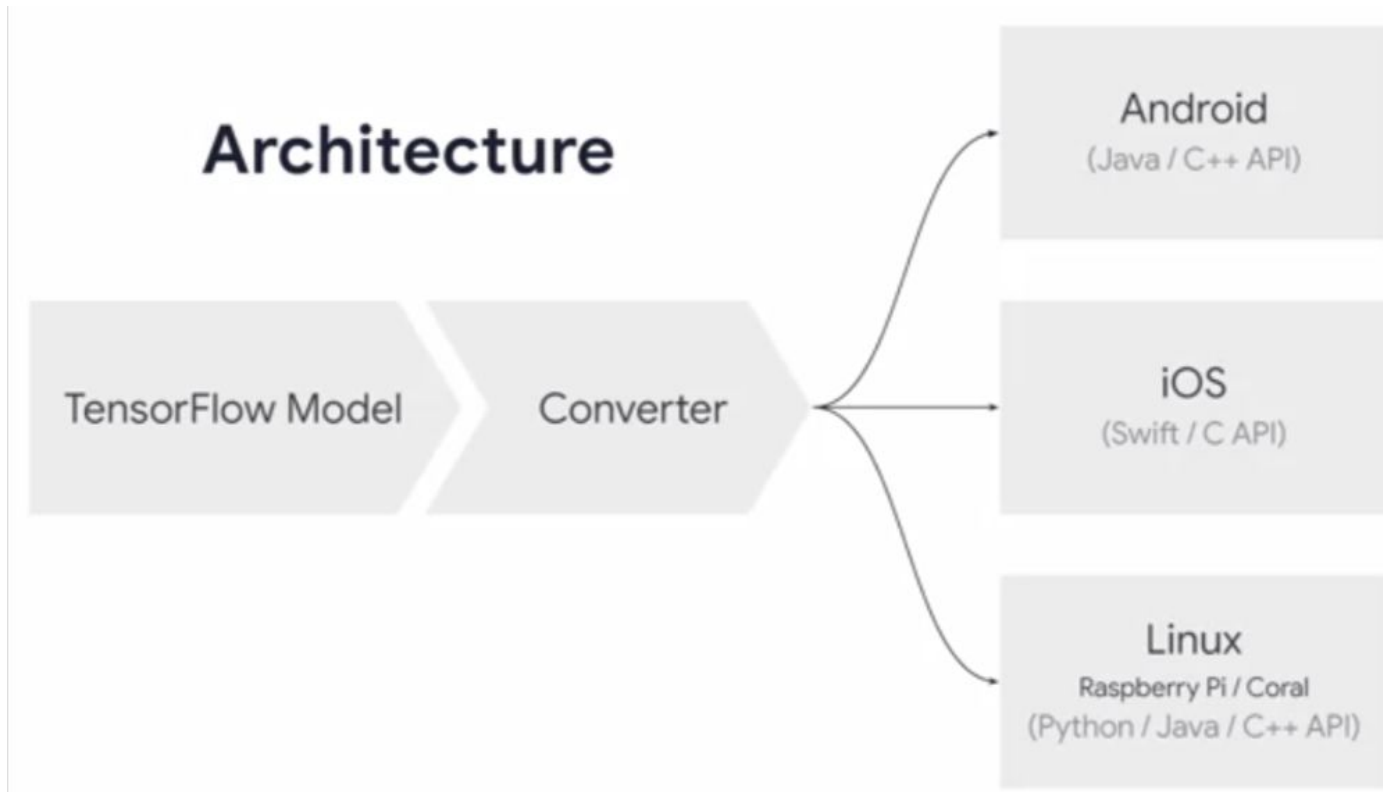 Architecture
TensorFlow Model
Converter
Android
(Java / C++ API)
iOS
(Swift / C API)
Linux
Raspberry Pi / Coral
(Python / Java / C++ API)